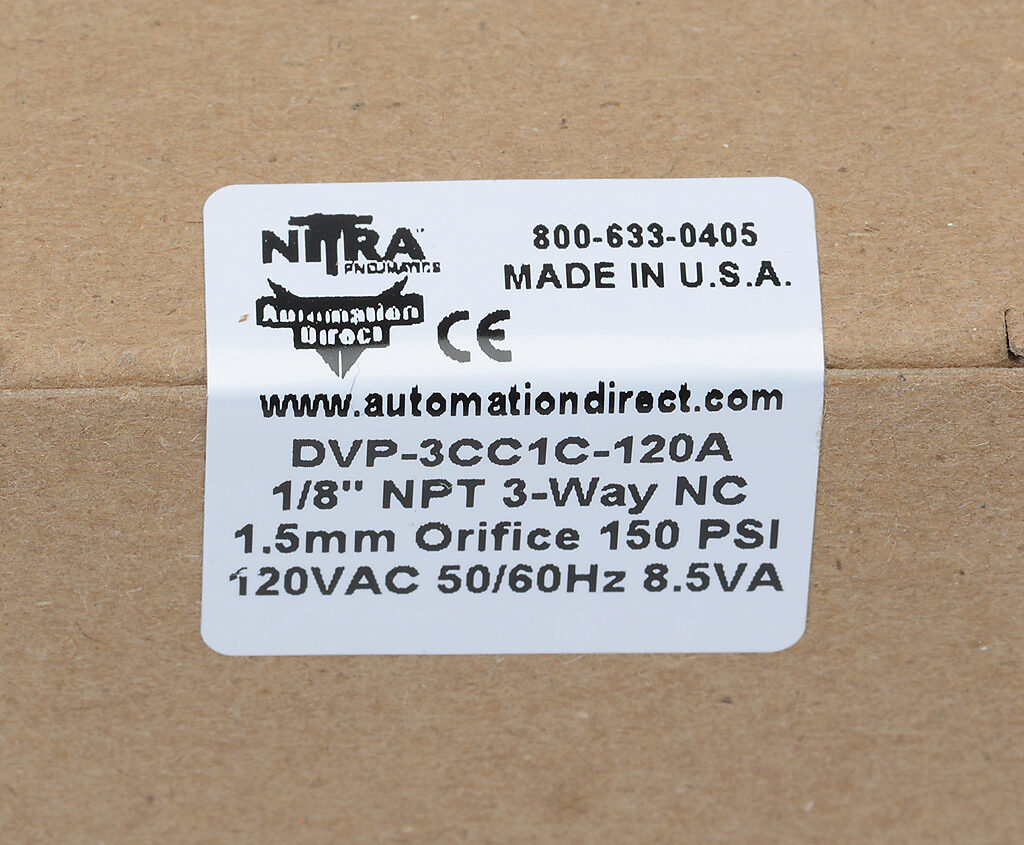 NITRA
PNEUMATICS
800-633-0405
MADE IN U.S.A.
Automation
Direct
CE
www.automationdirect.com
DVP-3CC1C-120A
1/8" NPT 3-Way NC
1.5mm Orifice 150 PSI
120VAC 50/60Hz 8.5VA